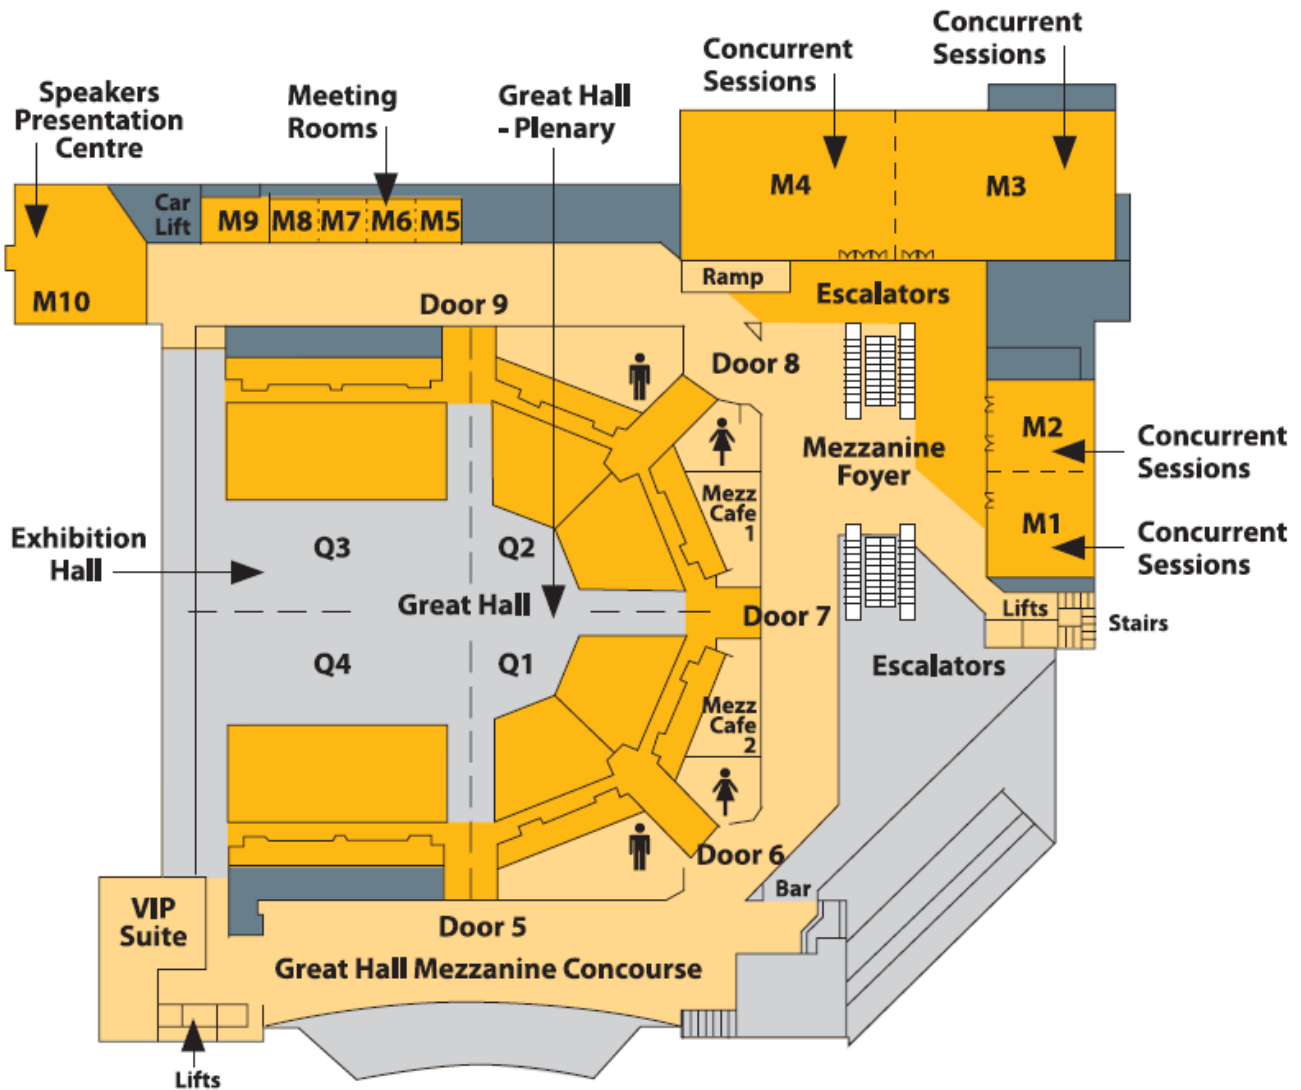 Concurrent
Sessions
Concurrent
Sessions
Speakers
Presentation
Centre
Meeting
Rooms
Great Hall
- Plenary
M4
M3
Car
Lift
M9
M8
M7
M6
M5
M10
Ramp
Escalators
Door 9
Door 8
M2
Concurrent
Sessions
Mezzanine
Foyer
Mezz
Cafe
1
M1
Concurrent
Sessions
Exhibition
Hall
Q3
Q2
Great Hall
Door 7
Lifts
Stairs
Q4
Q1
Escalators
Mezz
Cafe
2
Door 6
Bar
VIP
Suite
Door 5
Great Hall Mezzanine Concourse
Lifts